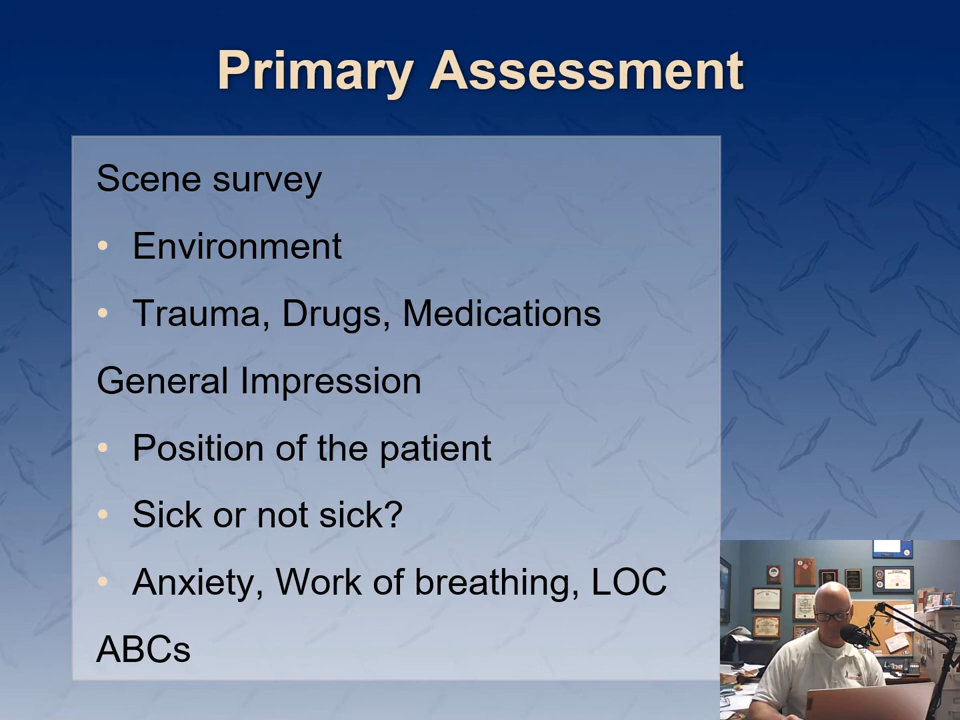 Primary Assessment
Scene survey
• Environment
• Trauma, Drugs, Medications
General Impression
• Position of the patient
• Sick or not sick?
• Anxiety, Work of breathing, LOC
ABCs